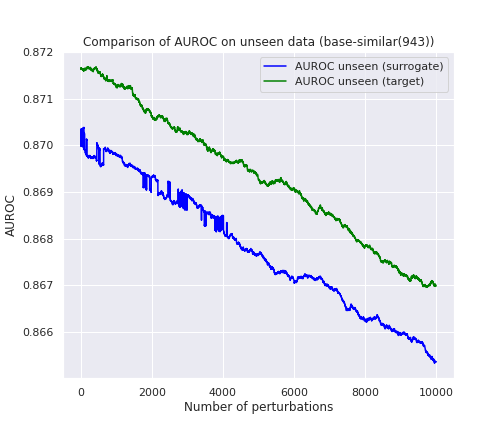 Comparison of AUROC on unseen data (base-similar(943))
AUROC unseen (surrogate)
AUROC unseen (target)
0.872
0.871
0.870
0.869
0.868
0.867
0.866
AUROC
0 2000 4000 6000 8000 10000
Number of perturbations